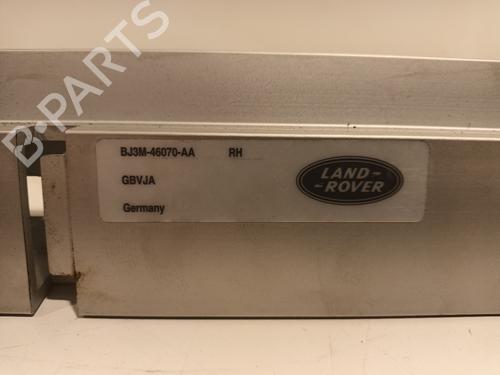 B·PARTS
BJ3M-46070-AA RH
GBVJA
Germany
LAND
ROVER